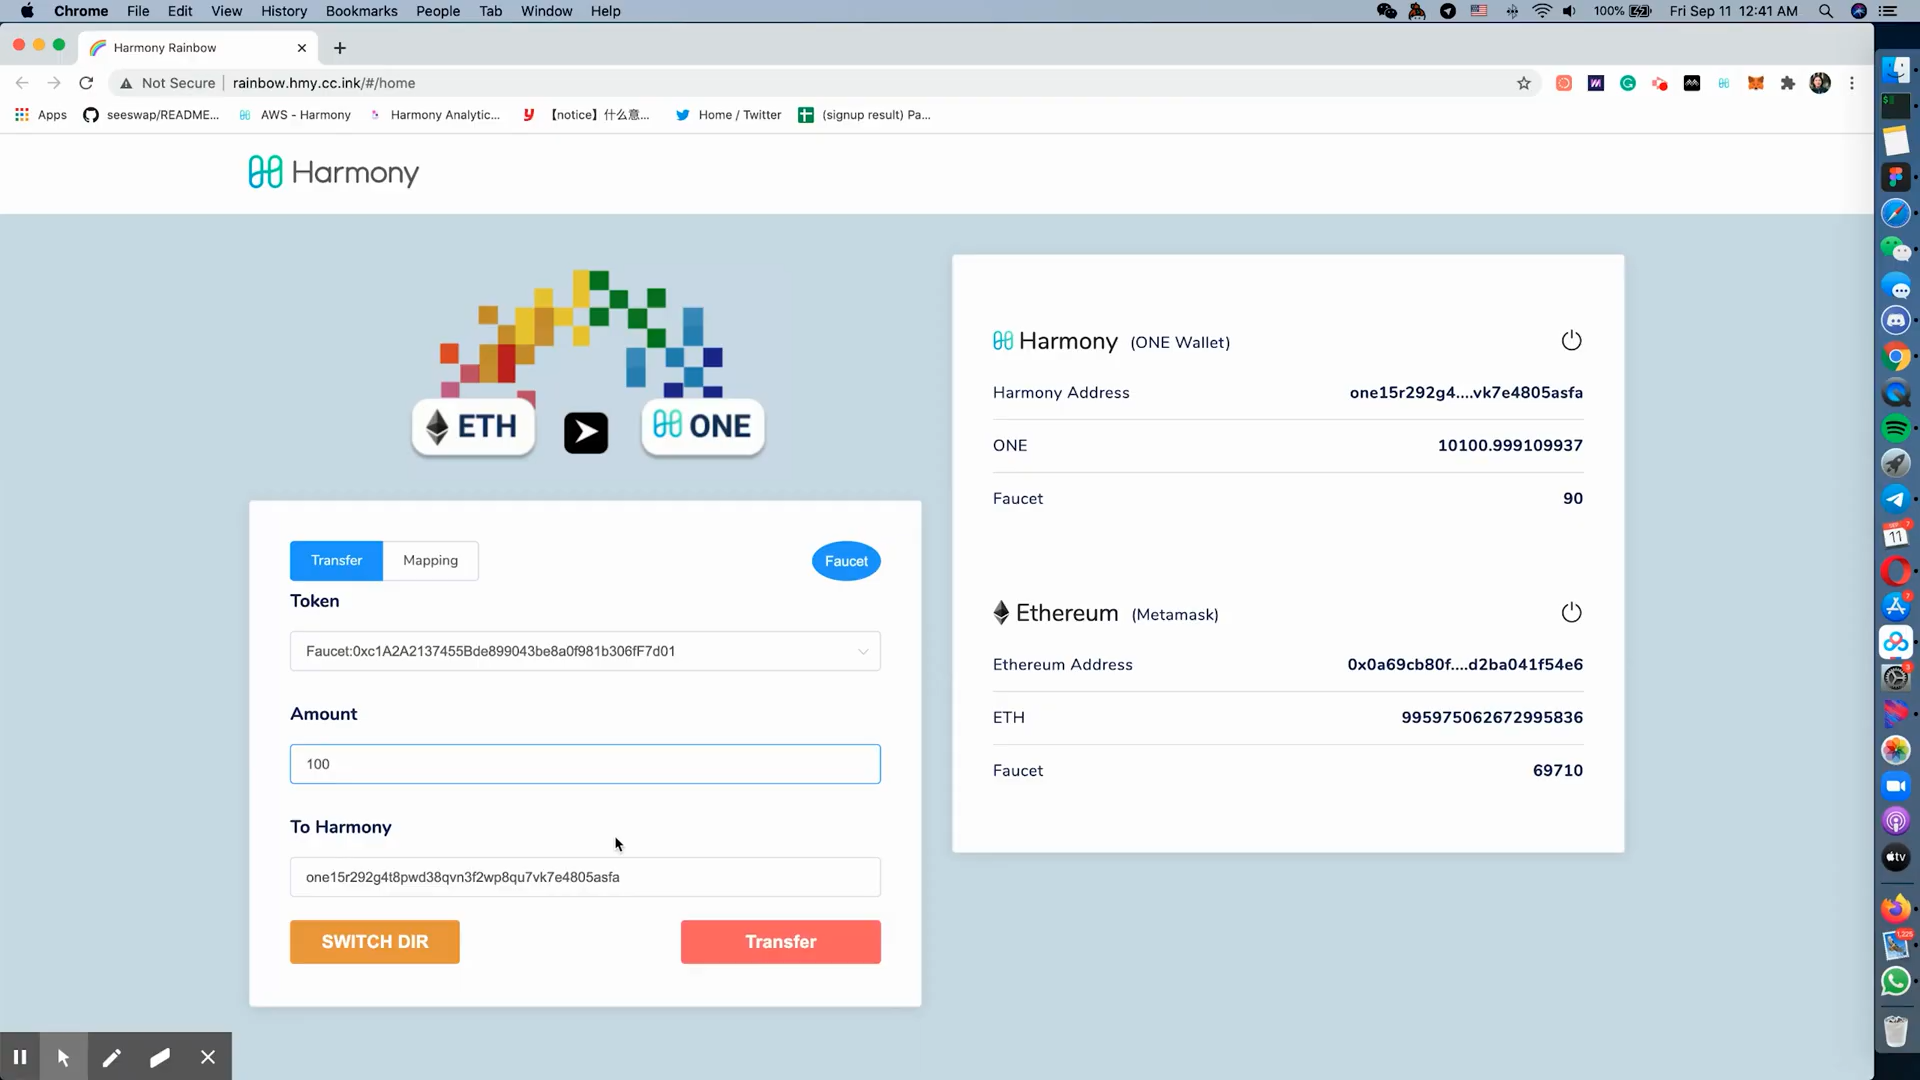 Chrome File Edit View History Bookmarks People Tab Window Help 100% Fri Sep 11 12:41 AM
Harmony Rainbow
Not Secure rainbow.hmy.cc.ink/#/home
Apps seeswap/README... AWS - Harmony Harmony Analytic... 【notice】什么意... Home / Twitter (signup result) Pa...
Harmony
ETH ONE
Transfer Mapping Faucet
Token
Faucet:0xc1A2A2137455Bde899043be8a0f981b306fF7d01
Amount
100
To Harmony
one15r292g4t8pwd38qvn3f2wp8qu7vk7e4805asfa
SWITCH DIR Transfer
Harmony (ONE Wallet)
Harmony Address one15r292g4....vk7e4805asfa
ONE 10100.999109937
Faucet 90
Ethereum (Metamask)
Ethereum Address 0x0a69cb80f....d2ba041f54e6
ETH 995975062672995836
Faucet 69710
11
tv